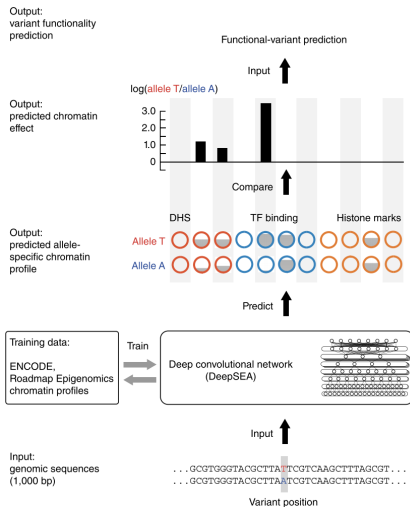 Output:
variant functionality
prediction
Functional-variant prediction
Input
log(allele T/allele A)
Output:
predicted chromatin
effect
3.0
2.0
1.0
0
Compare
DHS TF binding Histone marks
Output:
predicted allele-
specific chromatin
profile
Allele T
Allele A
Predict
Training data:
ENCODE,
Roadmap Epigenomics
chromatin profiles
Train
Deep convolutional network
(DeepSEA)
Input
Input:
genomic sequences
(1,000 bp)
...GCGTGGGTACGCTTATTCGTCAAGCTTTAGCGT...
...GCGTGGGTACGCTTAATCGTCAAGCTTTAGCGT...
Variant position